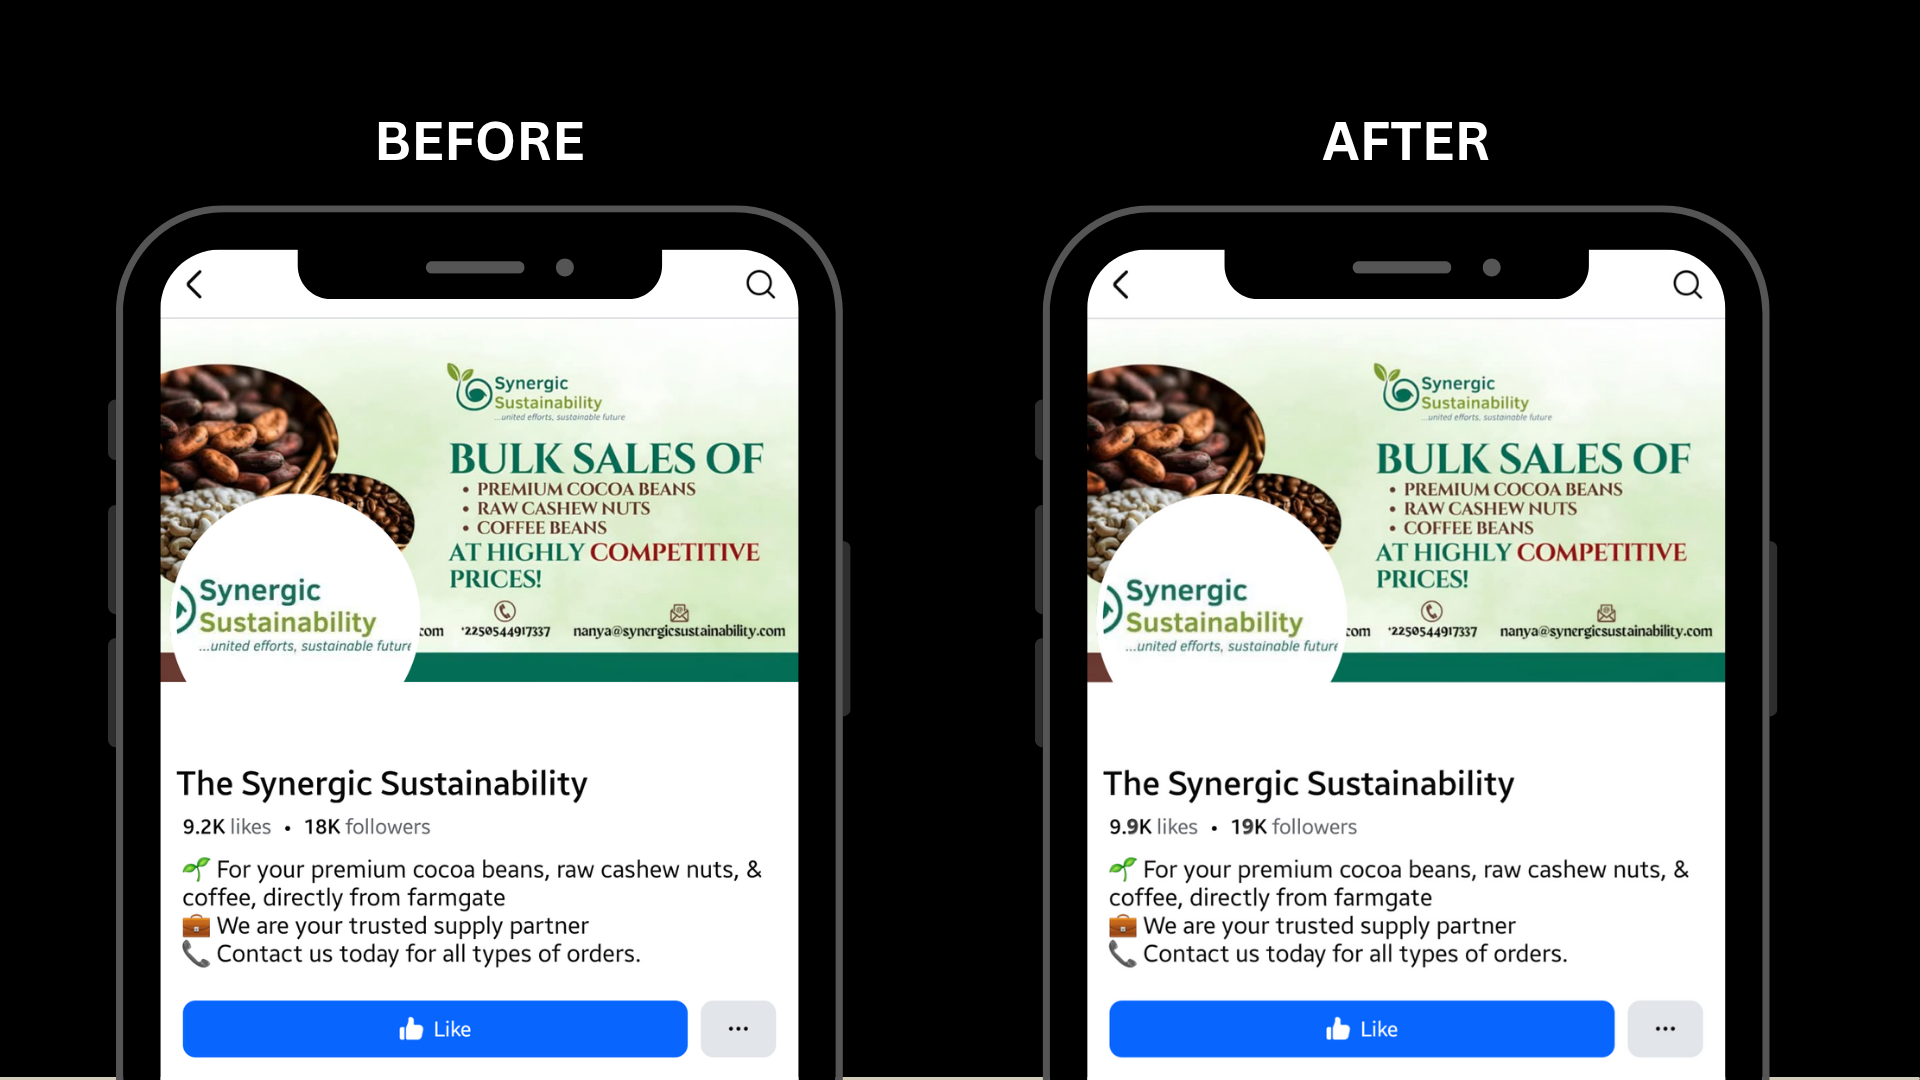 BEFORE
Synergic
Sustainability
...united efforts, sustainable future
BULK SALES OF
• PREMIUM COCOA BEANS
• RAW CASHEW NUTS
• COFFEE BEANS
AT HIGHLY COMPETITIVE
PRICES!
Synergic
Sustainability
...united efforts, sustainable future
com +2250544917337 nanya@synergicsustainability.com
The Synergic Sustainability
9.2K likes • 18K followers
🌱 For your premium cocoa beans, raw cashew nuts, &
coffee, directly from farmgate
💼 We are your trusted supply partner
📞 Contact us today for all types of orders.
Like
...
AFTER
Synergic
Sustainability
...united efforts, sustainable future
BULK SALES OF
• PREMIUM COCOA BEANS
• RAW CASHEW NUTS
• COFFEE BEANS
AT HIGHLY COMPETITIVE
PRICES!
Synergic
Sustainability
...united efforts, sustainable future
com +2250544917337 nanya@synergicsustainability.com
The Synergic Sustainability
9.9K likes • 19K followers
🌱 For your premium cocoa beans, raw cashew nuts, &
coffee, directly from farmgate
💼 We are your trusted supply partner
📞 Contact us today for all types of orders.
Like
...